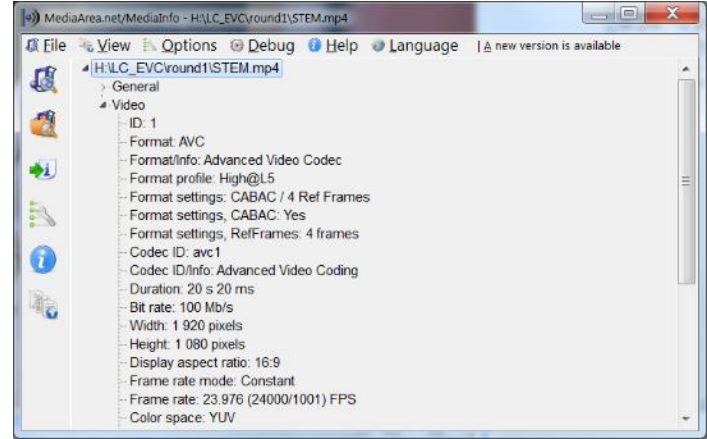 MediaArea.net/MediaInfo - H:\LC_EVC\round1\STEM.mp4
File View Options Debug Help Language | A new version is available
H:\LC_EVC\round1\STEM.mp4
General
Video
ID: 1
Format: AVC
Format/Info: Advanced Video Codec
Format profile: High@L5
Format settings: CABAC / 4 Ref Frames
Format settings, CABAC: Yes
Format settings, RefFrames: 4 frames
Codec ID: avc1
Codec ID/Info: Advanced Video Coding
Duration: 20 s 20 ms
Bit rate: 100 Mb/s
Width: 1 920 pixels
Height: 1 080 pixels
Display aspect ratio: 16:9
Frame rate mode: Constant
Frame rate: 23.976 (24000/1001) FPS
Color space: YUV